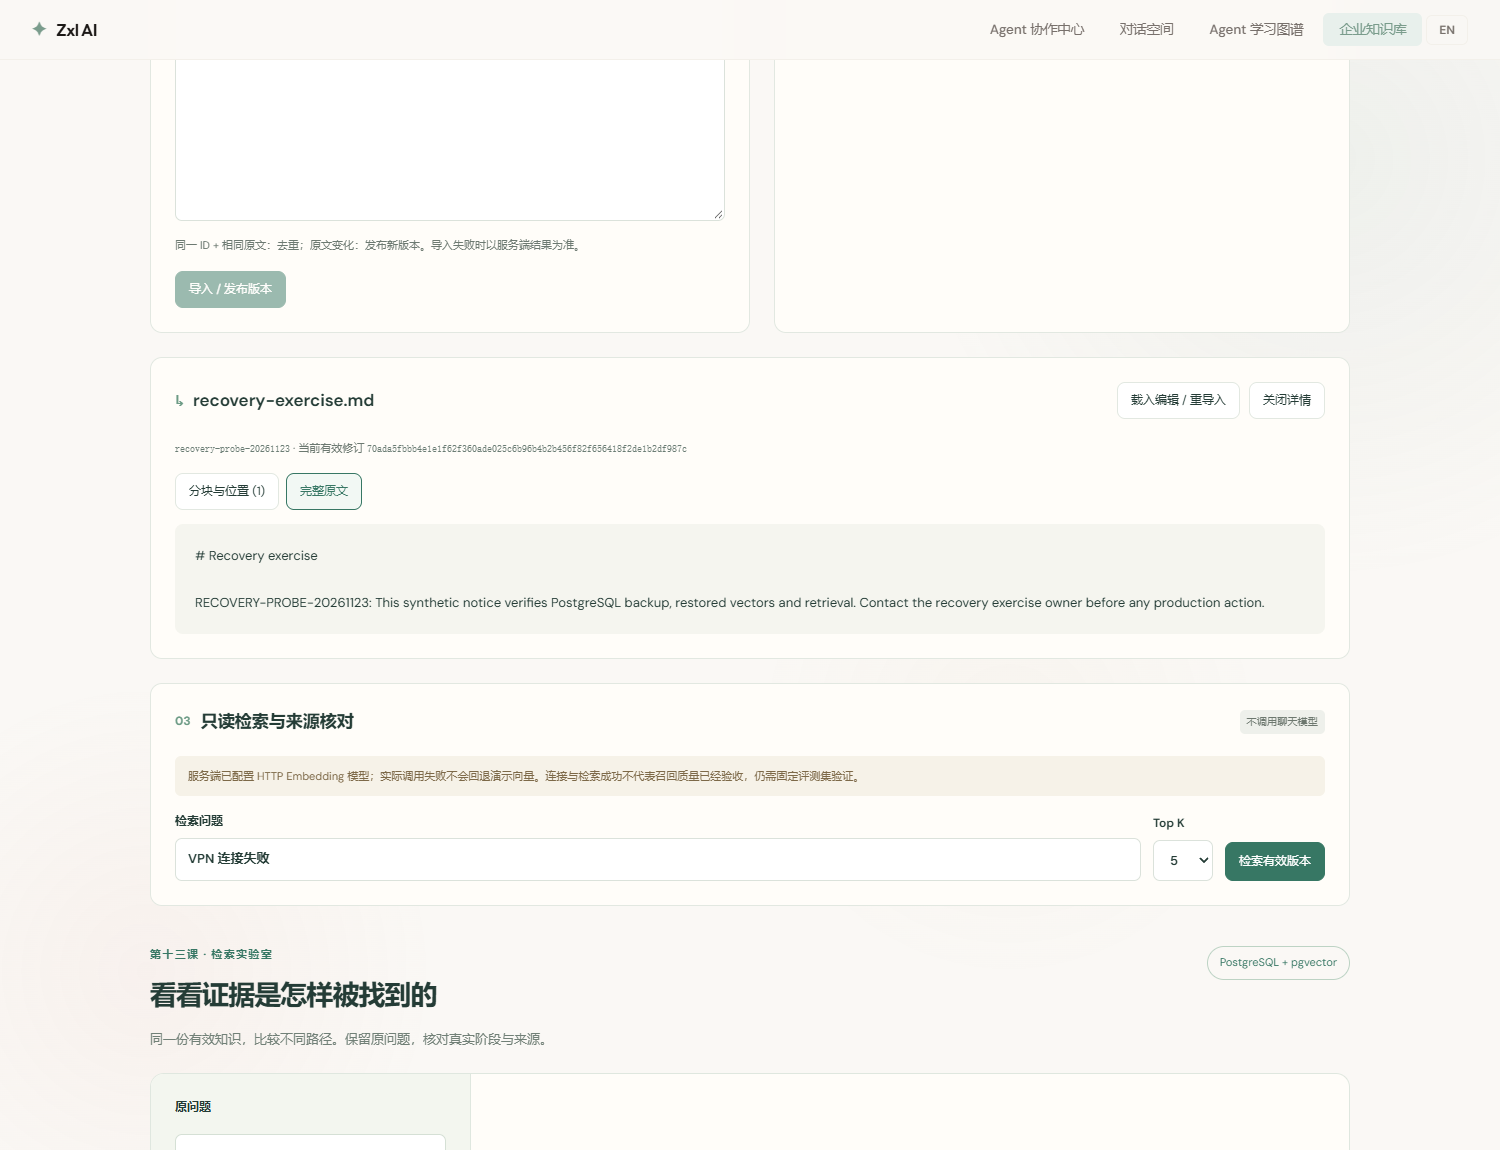 Zxl AI
Agent 协作中心
对话空间
Agent 学习图谱
企业知识库
EN
同一 ID + 相同原文：去重；原文变化：发布新版本。导入失败时以服务端结果为准。
导入 / 发布版本
↳ recovery-exercise.md
载入编辑 / 重导入
关闭详情
recovery-probe-20261123 · 当前有效修订 70ada5fbbb4e1e1f62f360ade025c6b96b4b2b456f82f656418f2de1b2df987c
分块与位置 (1)
完整原文
# Recovery exercise
RECOVERY-PROBE-20261123: This synthetic notice verifies PostgreSQL backup, restored vectors and retrieval. Contact the recovery exercise owner before any production action.
03 只读检索与来源核对
不调用聊天模型
服务端已配置 HTTP Embedding 模型；实际调用失败不会回退演示向量。连接与检索成功不代表召回质量已经验收，仍需固定评测集验证。
检索问题
Top K
VPN 连接失败
5
检索有效版本
第十三课 · 检索实验室
PostgreSQL + pgvector
看看证据是怎样被找到的
同一份有效知识，比较不同路径。保留原问题，核对真实阶段与来源。
原问题